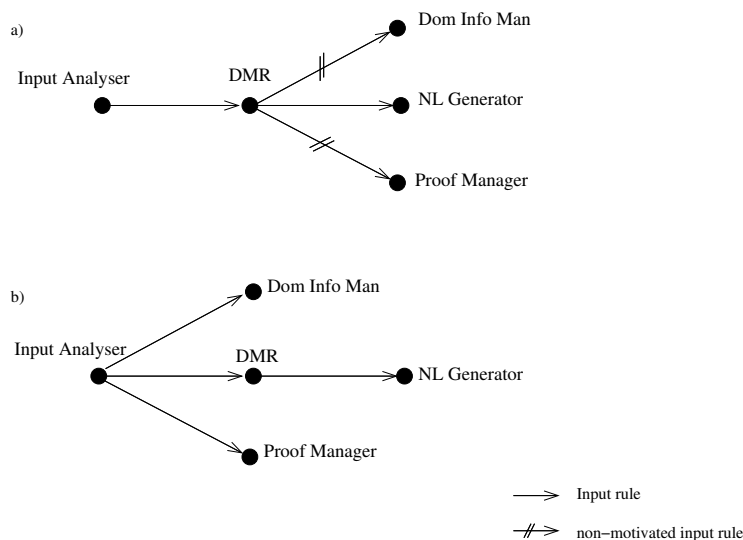 a)
Dom Info Man
Input Analyser
DMR
NL Generator
Proof Manager
b)
Dom Info Man
Input Analyser
DMR
NL Generator
Proof Manager
Input rule
non−motivated input rule